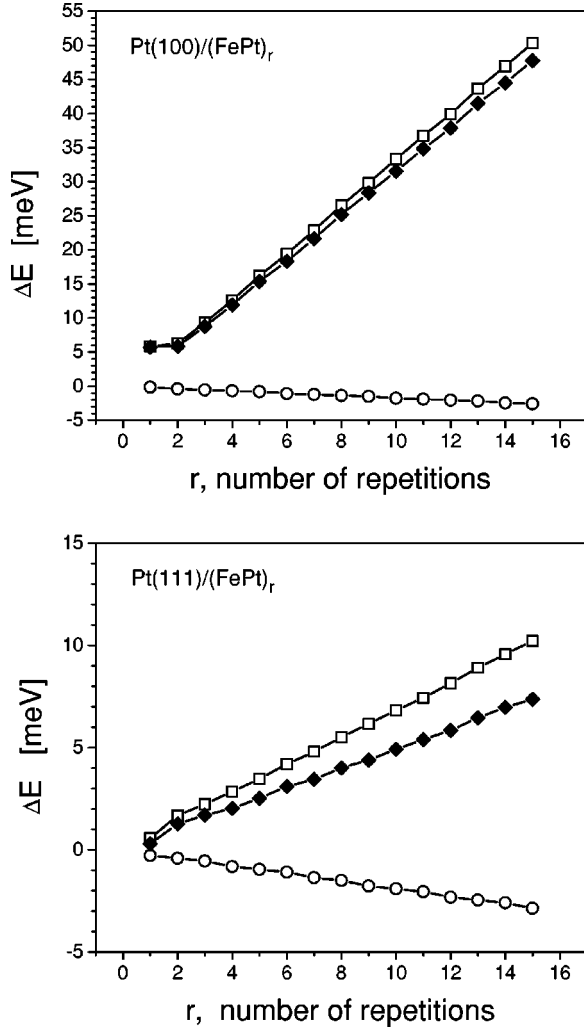 55
50
45
40
35
30
25
20
15
10
5
0
-5
ΔE [meV]
Pt(100)/(FePt)r
0 2 4 6 8 10 12 14 16
r, number of repetitions
15
10
5
0
-5
ΔE [meV]
Pt(111)/(FePt)r
0 2 4 6 8 10 12 14 16
r, number of repetitions